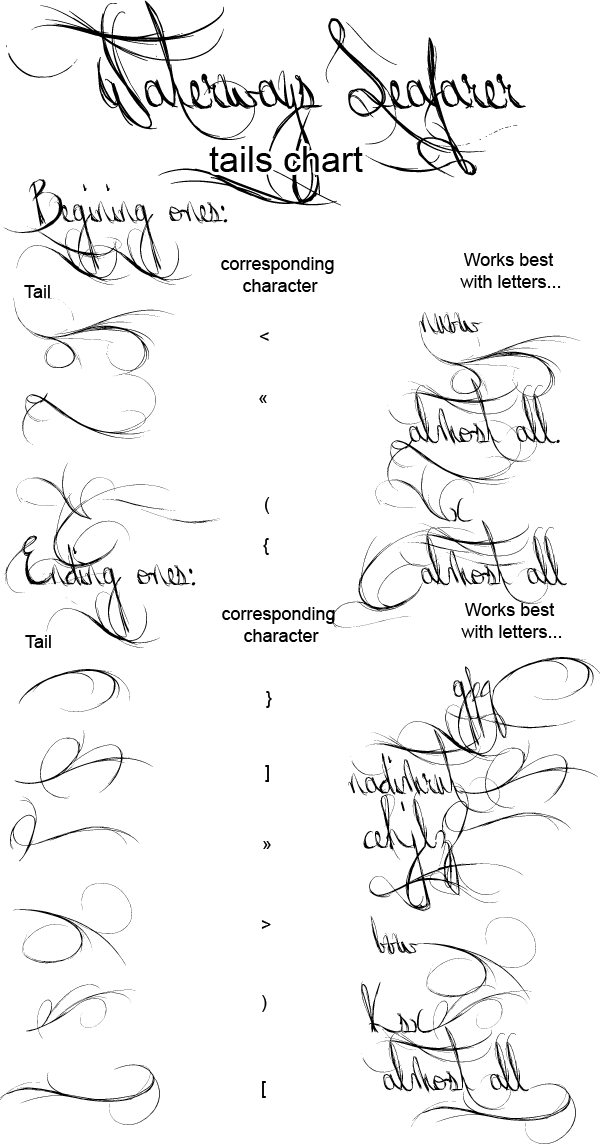 Waterways Seafarer
tails chart
Begining ones:
Tail
corresponding
character
Works best
with letters...
<
«
almost all.
(
x
{
almost all
Ending ones:
Tail
corresponding
character
Works best
with letters...
}
]
»
>
)
Ksx
[
almost all